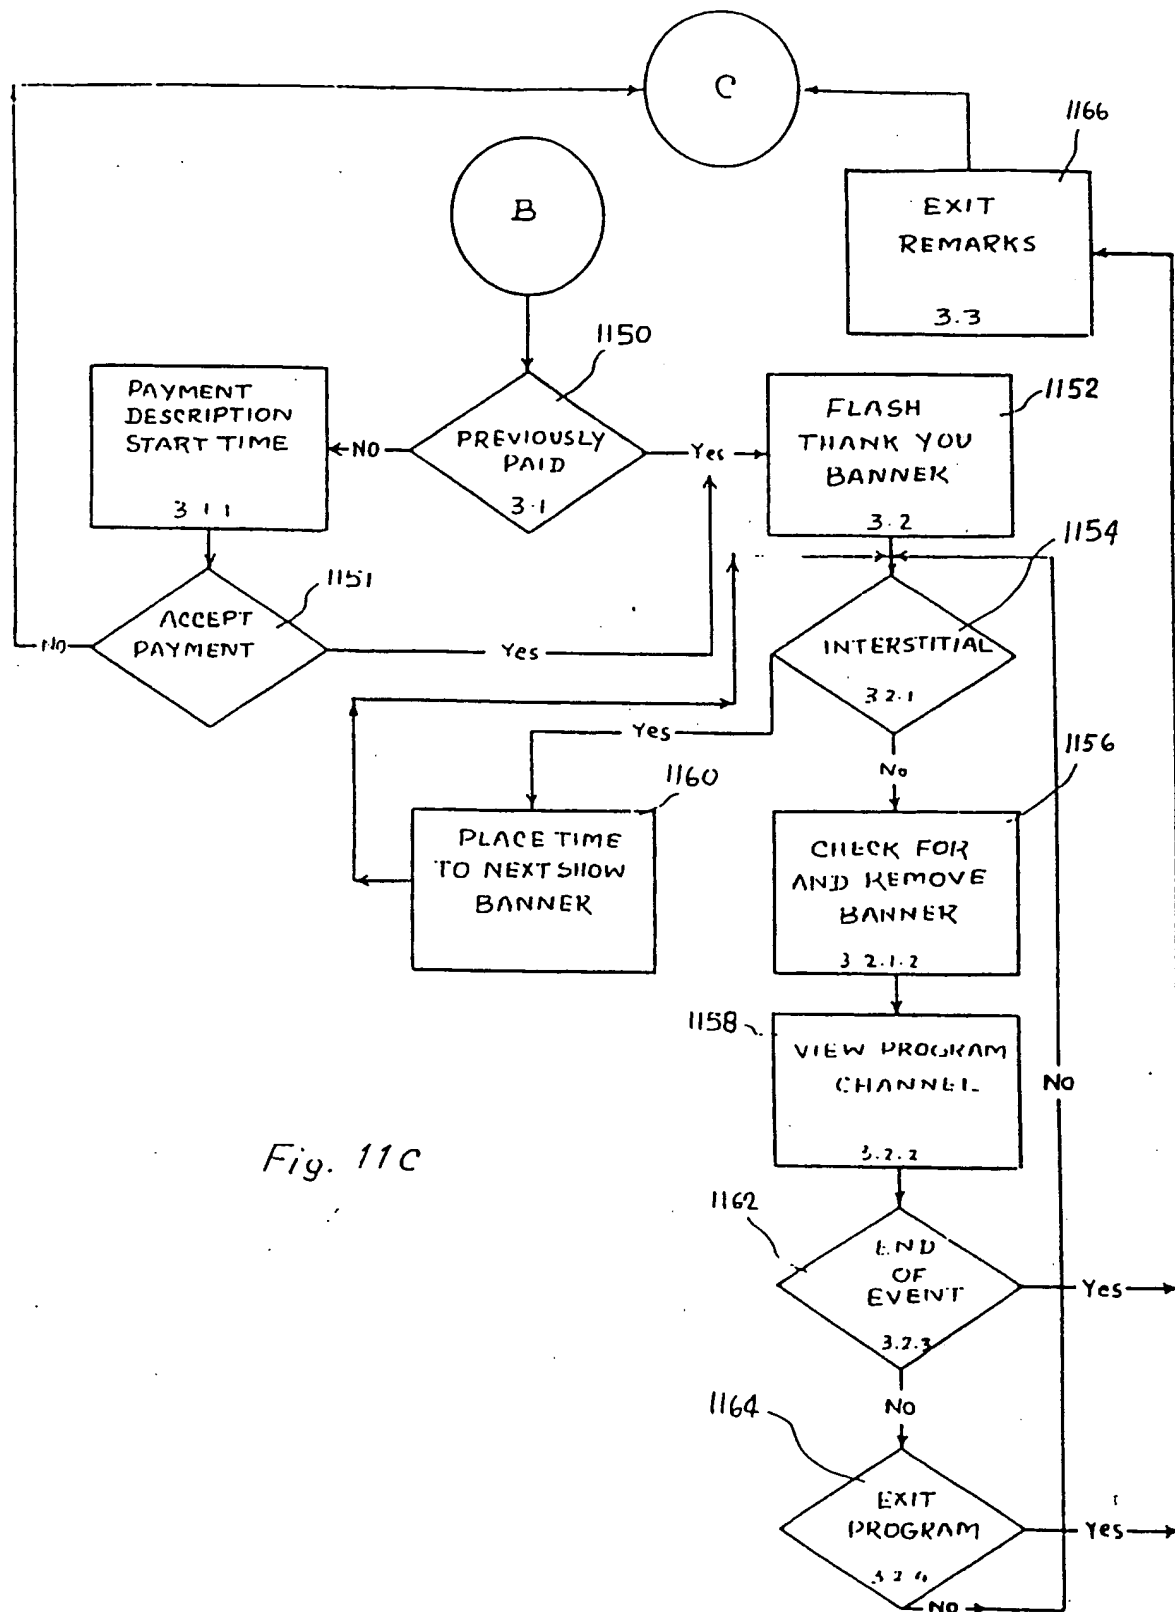 C
1166
EXIT
REMARKS
3.3
B
1150
PREVIOUSLY
PAID
3.1
NO
Yes
PAYMENT
DESCRIPTION
START TIME
3.1.1
1152
FLASH
THANK YOU
BANNER
3.2
1151
ACCEPT
PAYMENT
No
Yes
1154
INTERSTITIAL
3.2.1
Yes
No
1160
PLACE TIME
TO NEXT SHOW
BANNER
1156
CHECK FOR
AND REMOVE
BANNER
3.2.1.2
1158
VIEW PROGRAM
CHANNEL
3.2.2
No
Fig. 11C
1162
END
OF
EVENT
3.2.3
Yes
No
1164
EXIT
PROGRAM
3.2.4
Yes
No